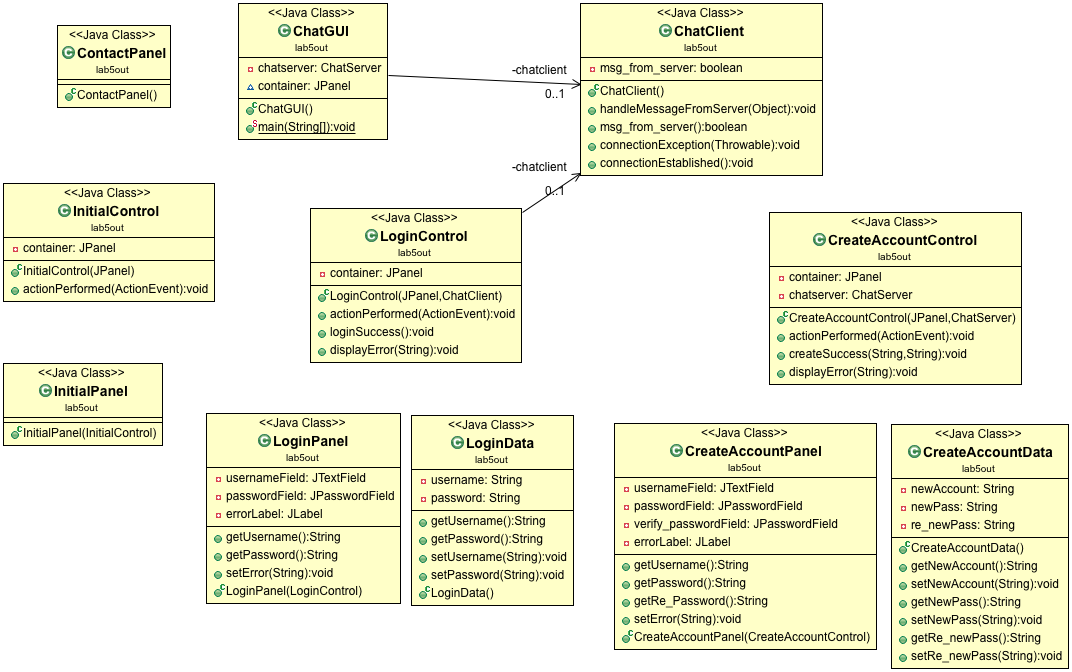 <<Java Class>>
ContactPanel
lab5out
ContactPanel()
<<Java Class>>
ChatGUI
lab5out
chatserver: ChatServer
container: JPanel
ChatGUI()
main(String[]):void
-chatclient
0..1
<<Java Class>>
ChatClient
lab5out
msg_from_server: boolean
ChatClient()
handleMessageFromServer(Object):void
msg_from_server():boolean
connectionException(Throwable):void
connectionEstablished():void
-chatclient
0..1
<<Java Class>>
InitialControl
lab5out
container: JPanel
InitialControl(JPanel)
actionPerformed(ActionEvent):void
<<Java Class>>
LoginControl
lab5out
container: JPanel
LoginControl(JPanel,ChatClient)
actionPerformed(ActionEvent):void
loginSuccess():void
displayError(String):void
<<Java Class>>
CreateAccountControl
lab5out
container: JPanel
chatserver: ChatServer
CreateAccountControl(JPanel,ChatServer)
actionPerformed(ActionEvent):void
createSuccess(String,String):void
displayError(String):void
<<Java Class>>
InitialPanel
lab5out
InitialPanel(InitialControl)
<<Java Class>>
LoginPanel
lab5out
usernameField: JTextField
passwordField: JPasswordField
errorLabel: JLabel
getUsername():String
getPassword():String
setError(String):void
LoginPanel(LoginControl)
<<Java Class>>
LoginData
lab5out
username: String
password: String
getUsername():String
getPassword():String
setUsername(String):void
setPassword(String):void
LoginData()
<<Java Class>>
CreateAccountPanel
lab5out
usernameField: JTextField
passwordField: JPasswordField
verify_passwordField: JPasswordField
errorLabel: JLabel
getUsername():String
getPassword():String
getRe_Password():String
setError(String):void
CreateAccountPanel(CreateAccountControl)
<<Java Class>>
CreateAccountData
lab5out
newAccount: String
newPass: String
re_newPass: String
CreateAccountData()
getNewAccount():String
setNewAccount(String):void
getNewPass():String
setNewPass(String):void
getRe_newPass():String
setRe_newPass(String):void